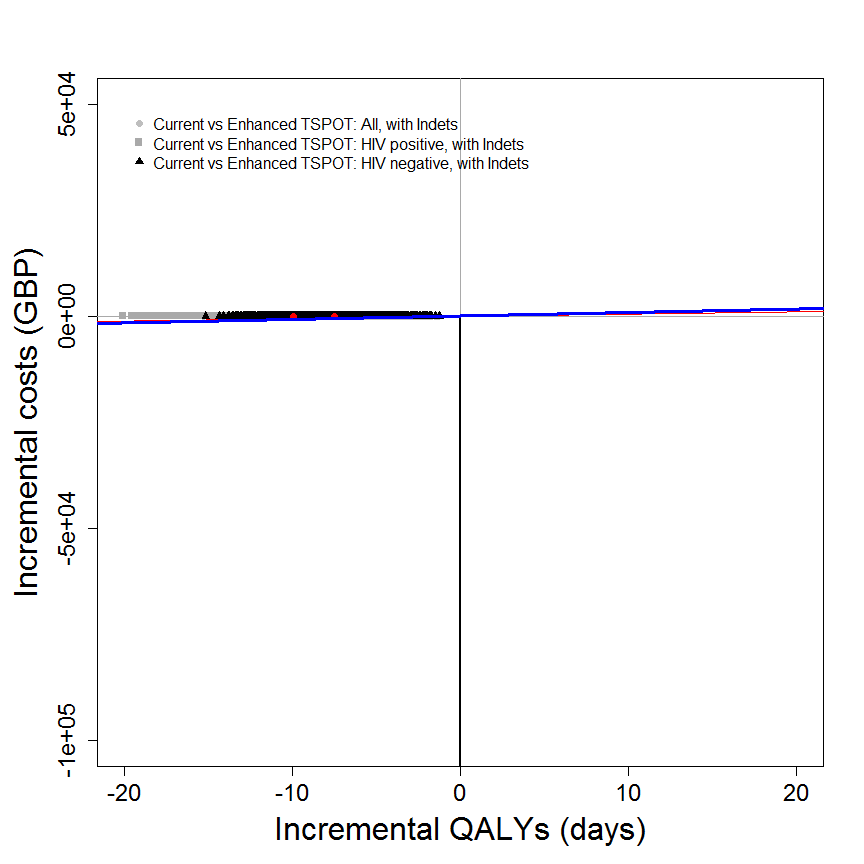 Current vs Enhanced TSPOT: All, with Indets
Current vs Enhanced TSPOT: HIV positive, with Indets
Current vs Enhanced TSPOT: HIV negative, with Indets
Incremental costs (GBP)
5e+04
0e+00
-5e+04
-1e+05
-20 -10 0 10 20
Incremental QALYs (days)